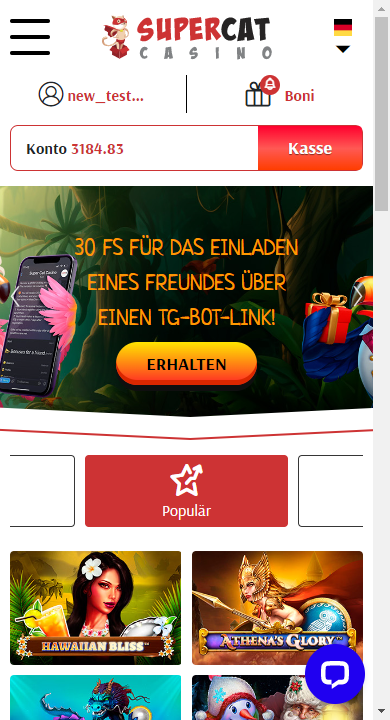 SUPERCAT
CASINO
new_test...
Boni
Konto 3184.83
Kasse
30 FS FÜR DAS EINLADEN
EINES FREUNDES ÜBER
EINEN TG-BOT-LINK!
ERHALTEN
Populär
HAWAIIAN BLISS
ATHENA'S GLORY